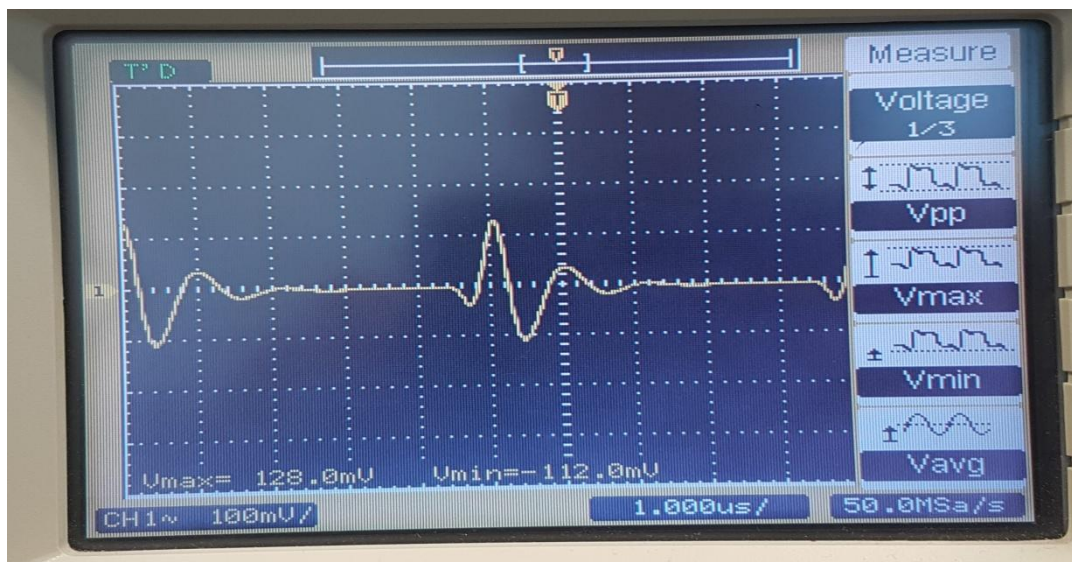 T'D
T
T
Measure
Voltage
1/3
Vpp
Vmax
Vmin
Vavg
1
Vmax= 128.0mV Vmin=-112.0mV
CH1~ 100mV/ 1.000us/ 50.0MSa/s